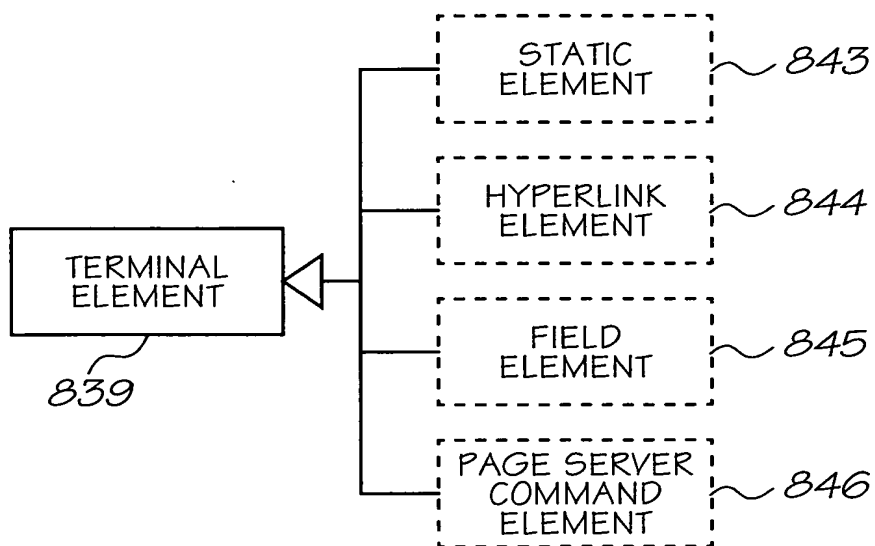 STATIC
ELEMENT
843
HYPERLINK
ELEMENT
844
TERMINAL
ELEMENT
839
FIELD
ELEMENT
845
PAGE SERVER
COMMAND
ELEMENT
846